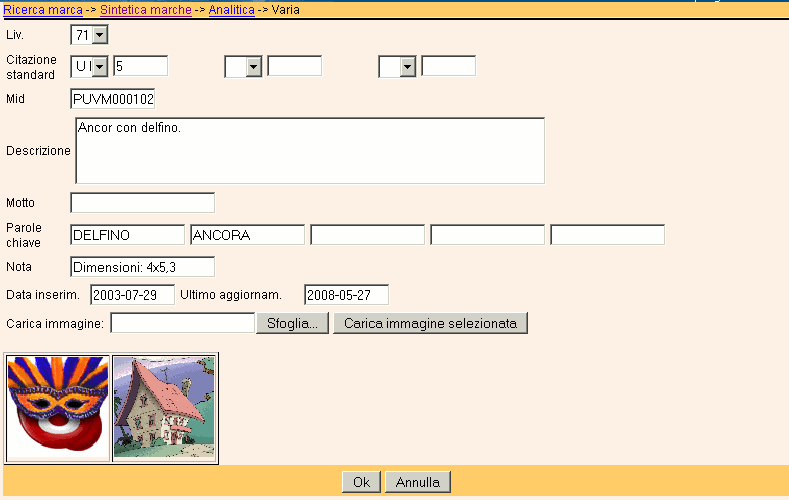 Ricerca marca -> Sintetica marche -> Analitica -> Varia
Liv. 71
Citazione standard U 5
Mid PUVM000102
Descrizione Ancor con delfino.
Motto
Parole chiave DELFINO ANCORA
Nota Dimensioni: 4x5,3
Data inserim. 2003-07-29 Ultimo aggiornam. 2008-05-27
Carica immagine: Sfoglia... Carica immagine selezionata
Ok Annulla